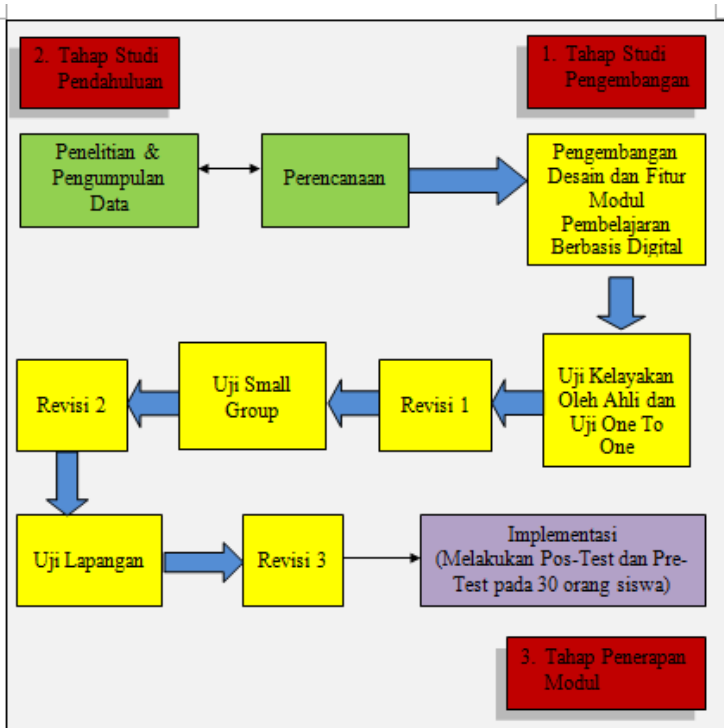 2. Tahap Studi
Pendahuluan
1. Tahap Studi
Pengembangan
Penelitian &
Pengumpulan
Data
Perencanaan
Pengembangan
Desain dan Fitur
Modul
Pembelajaran
Berbasis Digital
Uji Kelayakan
Oleh Ahli dan
Uji One To
One
Revisi 1
Uji Small
Group
Revisi 2
Uji Lapangan
Revisi 3
Implementasi
(Melakukan Pos-Test dan Pre-
Test pada 30 orang siswa)
3. Tahap Penerapan
Modul